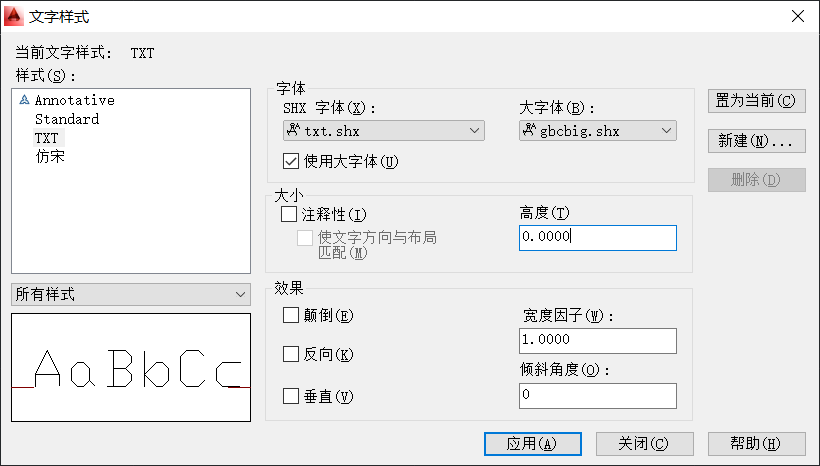 文字样式
当前文字样式: TXT
样式(S):
Annotative
Standard
TXT
仿宋
所有样式
AaBbCc
字体
SHX 字体(X):
txt.shx
大字体(B):
gbcbig.shx
使用大字体(U)
大小
注释性(I)
使文字方向与布局
匹配(M)
高度(T)
0.0000
效果
颠倒(E)
反向(K)
垂直(V)
宽度因子(W):
1.0000
倾斜角度(O):
0
置为当前(C)
新建(N)...
删除(D)
应用(A)
关闭(C)
帮助(H)